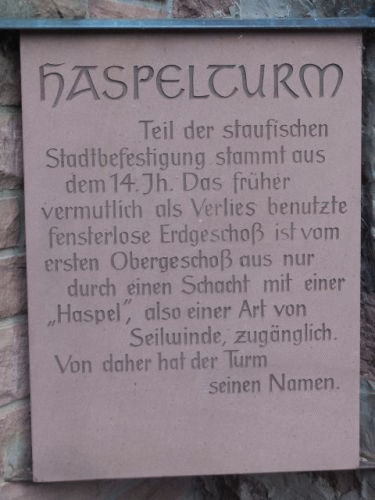 HASPELTURM
Teil der staufischen
Stadtbefestigung stammt aus
dem 14. Jh. Das früher
vermutlich als Verlies benutzte
fensterlose Erdgeschoß ist vom
ersten Obergeschoß aus nur
durch einen Schacht mit einer
„Haspel", also einer Art von
Seilwinde, zugänglich.
Von daher hat der Turm
seinen Namen.